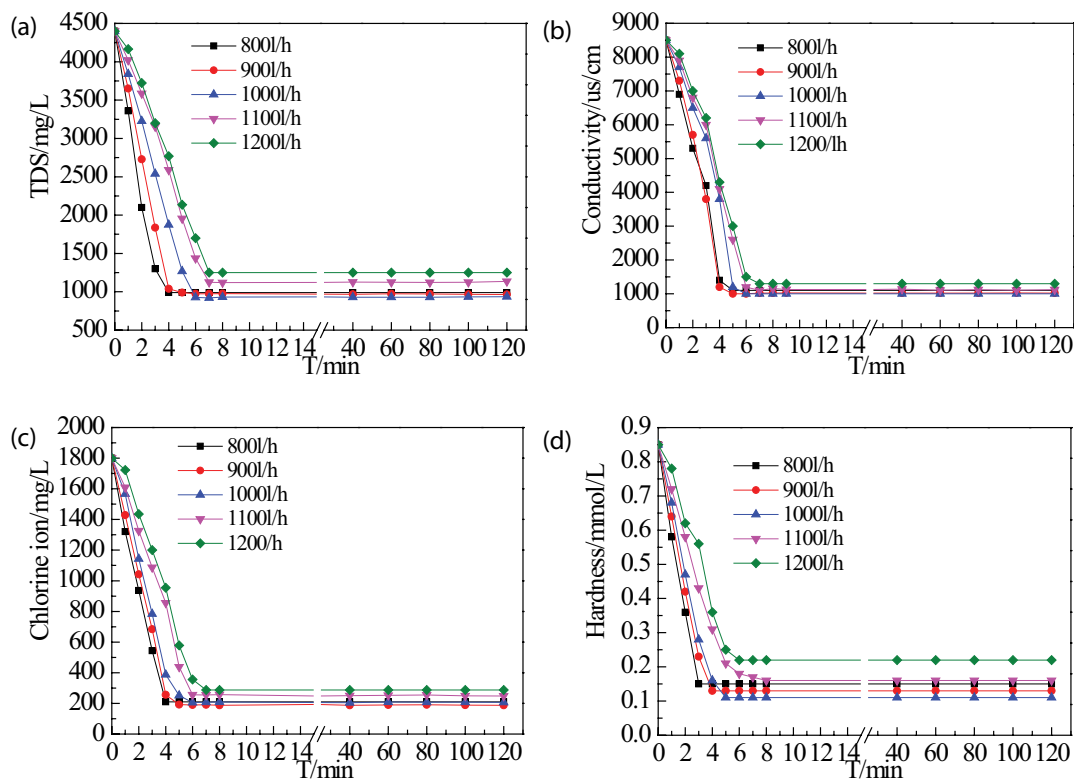 (a)
4500
4000
3500
3000
2500
2000
1500
1000
500
TDS/mg/L
800l/h
900l/h
1000l/h
1100l/h
1200l/h
0 2 4 6 8 10 12 14 40 60 80 100 120
T/min
(b)
9000
8000
7000
6000
5000
4000
3000
2000
1000
0
Conductivity/us/cm
800l/h
900l/h
1000l/h
1100l/h
1200/lh
0 2 4 6 8 10 12 14 40 60 80 100 120
T/min
(c)
2000
1800
1600
1400
1200
1000
800
600
400
200
0
Chlorine ion/mg/L
800l/h
900l/h
1000l/h
1100l/h
1200/h
0 2 4 6 8 10 12 14 40 60 80 100 120
T/min
(d)
0.9
0.8
0.7
0.6
0.5
0.4
0.3
0.2
0.1
0.0
Hardness/mmol/L
800l/h
900l/h
1000l/h
1100l/h
1200l/h
0 2 4 6 8 10 12 14 40 60 80 100 120
T/min